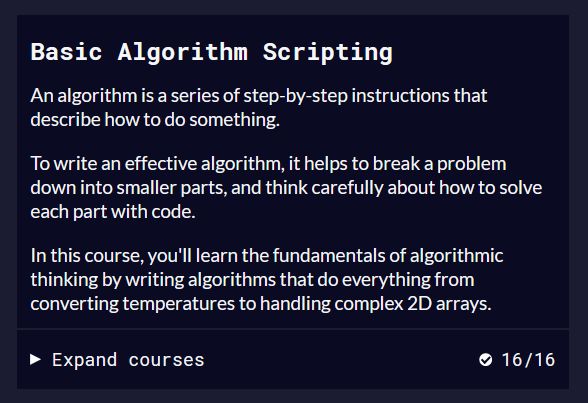 Basic Algorithm Scripting
An algorithm is a series of step-by-step instructions that
describe how to do something.
To write an effective algorithm, it helps to break a problem
down into smaller parts, and think carefully about how to solve
each part with code.
In this course, you'll learn the fundamentals of algorithmic
thinking by writing algorithms that do everything from
converting temperatures to handling complex 2D arrays.
Expand courses 16/16